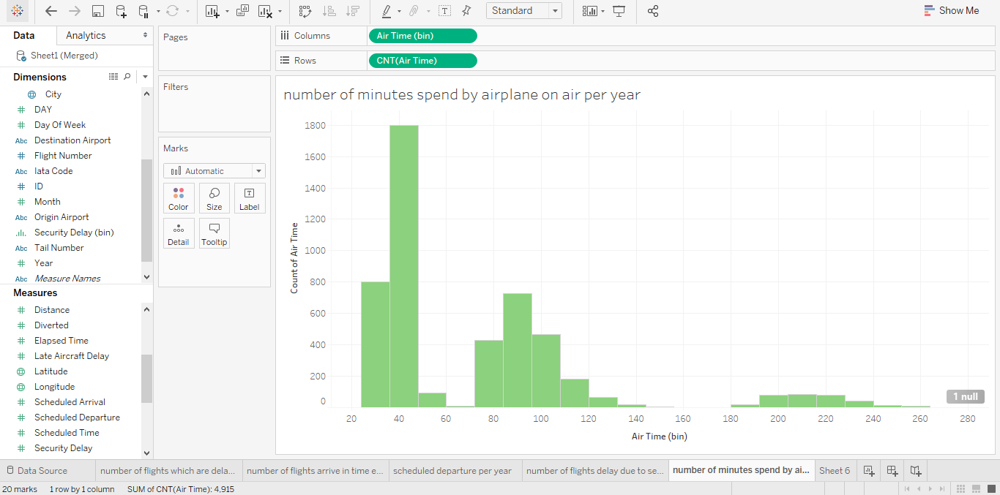 Standard
Show Me
Data
Analytics
Sheet1 (Merged)
Dimensions
City
DAY
Day Of Week
Abc Destination Airport
Flight Number
Abc Iata Code
ID
Month
Abc Origin Airport
Security Delay (bin)
Abc Tail Number
Year
Abc Measure Names
Measures
Distance
Diverted
Elapsed Time
Late Aircraft Delay
Latitude
Longitude
Scheduled Arrival
Scheduled Departure
Scheduled Time
Security Delay
Pages
Filters
Marks
Automatic
Color
Size
T
Label
Detail
Tooltip
Columns
Air Time (bin)
Rows
CNT(Air Time)
number of minutes spend by airplane on air per year
Count of Air Time
1800
1600
1400
1200
1000
800
600
400
200
0
1 null
20 40 60 80 100 120 140 160 180 200 220 240 260 280
Air Time (bin)
Data Source
number of flights which are dela...
number of flights arrive in time e...
scheduled departure per year
number of flights delay due to se...
number of minutes spend by ai...
Sheet 6
20 marks
1 row by 1 column
SUM of CNT(Air Time): 4,915